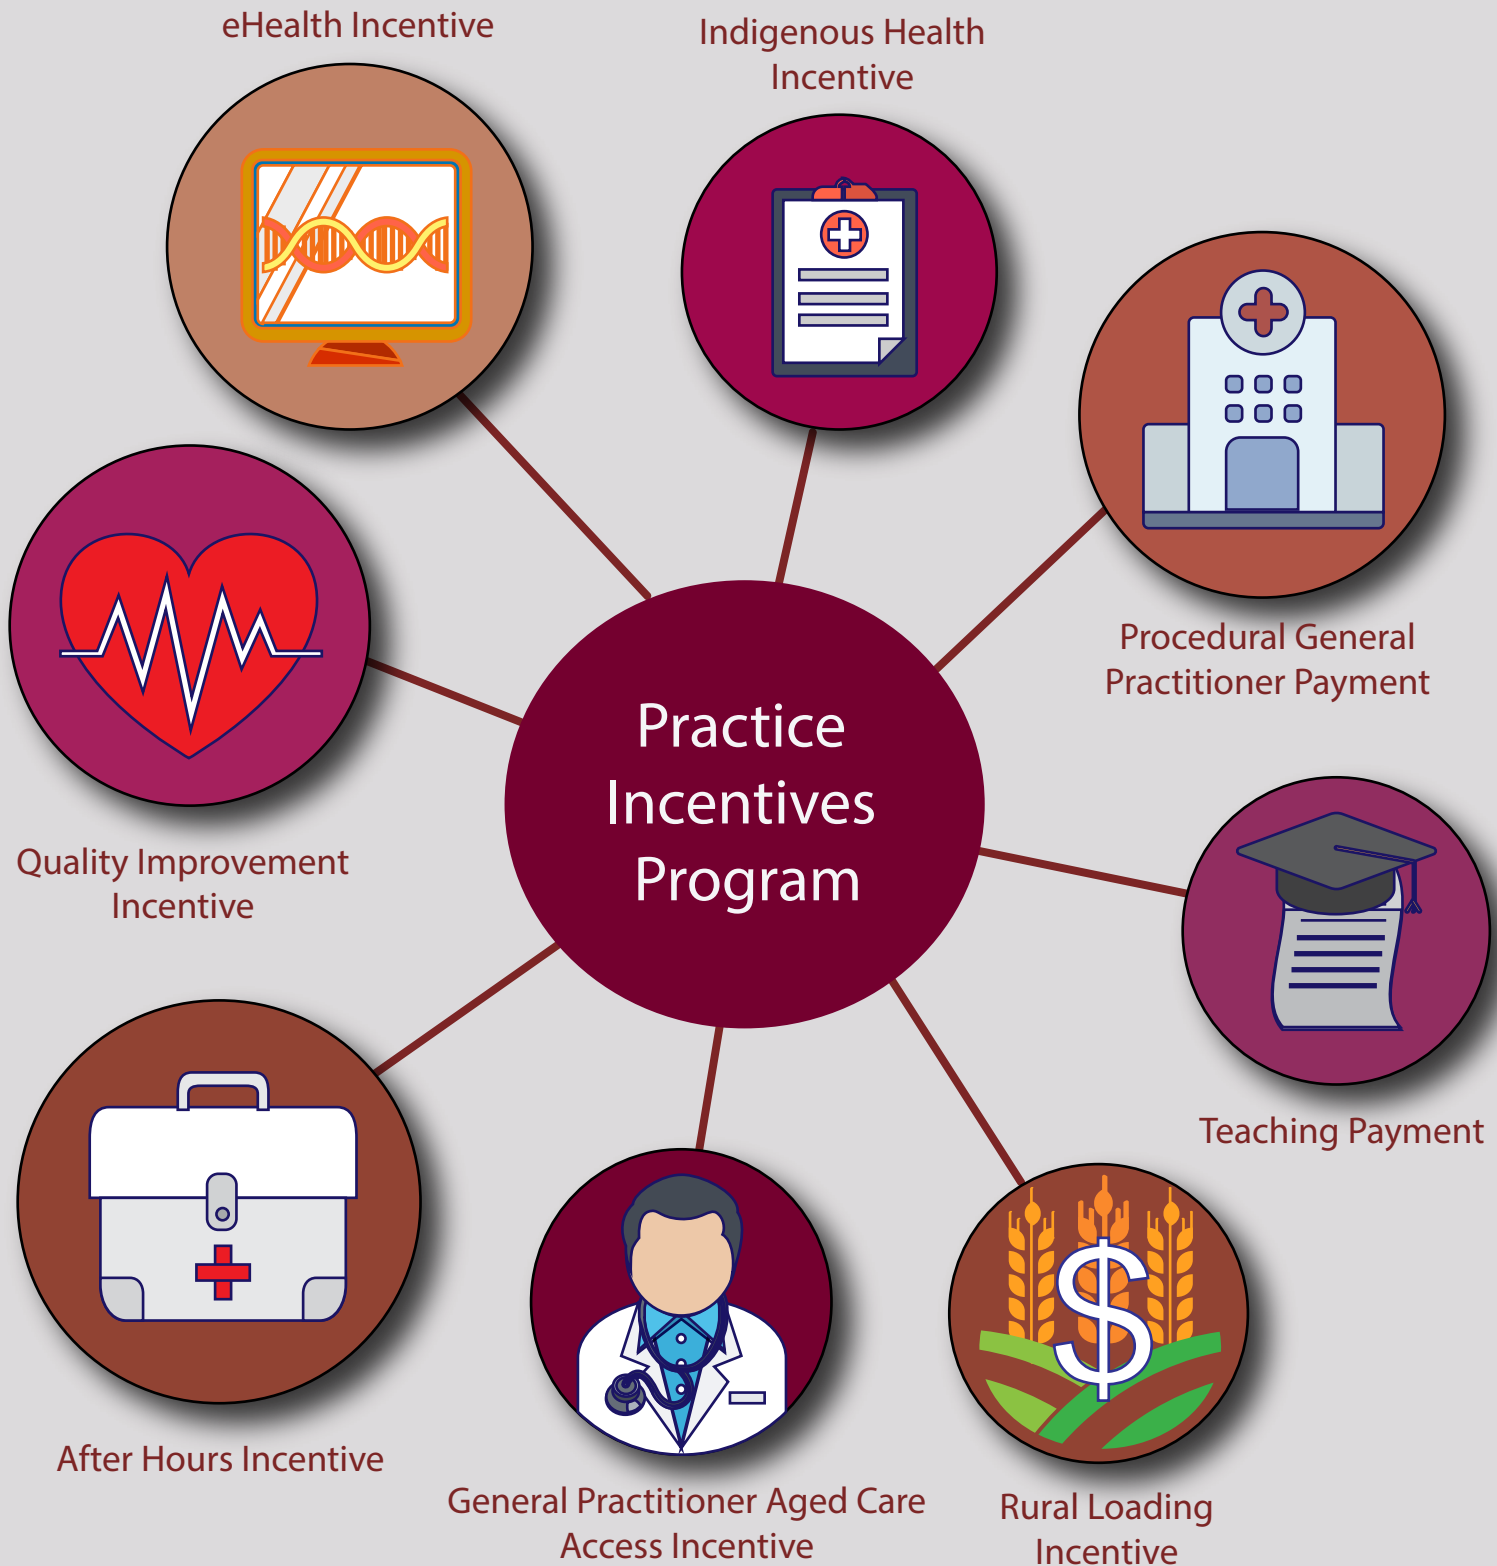 eHealth Incentive
Indigenous Health
Incentive
Procedural General
Practitioner Payment
Practice
Incentives
Program
Quality Improvement
Incentive
Teaching Payment
After Hours Incentive
General Practitioner Aged Care
Access Incentive
Rural Loading
Incentive
$